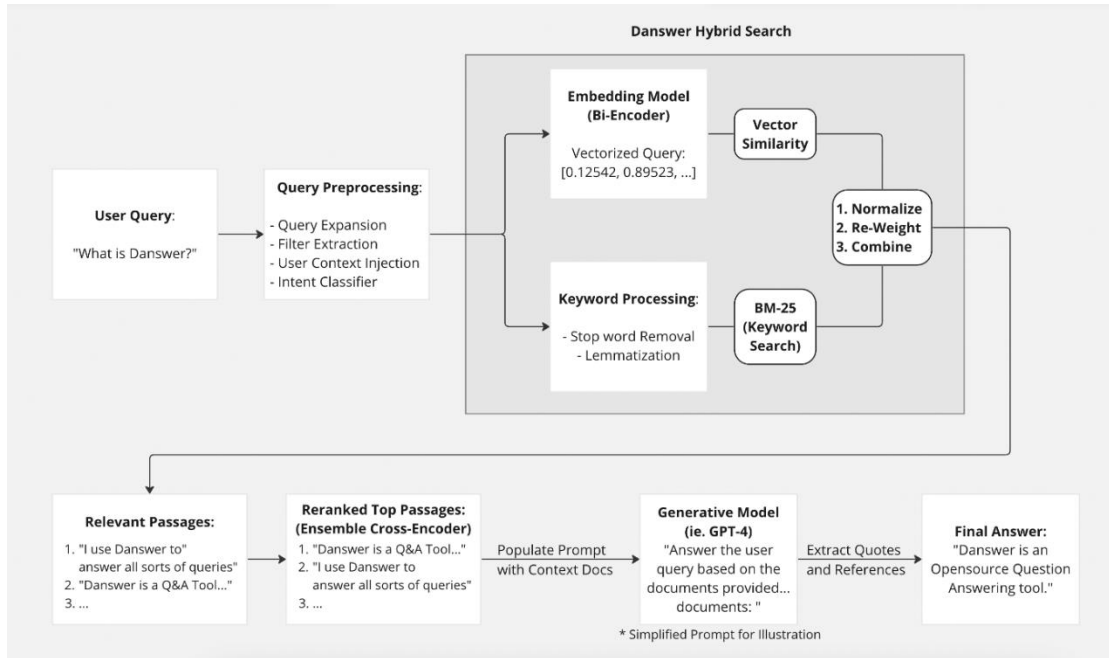 Danswer Hybrid Search
User Query:
"What is Danswer?"
Query Preprocessing:
- Query Expansion
- Filter Extraction
- User Context Injection
- Intent Classifier
Embedding Model
(Bi-Encoder)
Vectorized Query:
[0.12542, 0.89523, ...]
Vector
Similarity
Keyword Processing:
- Stop word Removal
- Lemmatization
BM-25
(Keyword
Search)
1. Normalize
2. Re-Weight
3. Combine
Relevant Passages:
1. "I use Danswer to"
answer all sorts of queries"
2. "Danswer is a Q&A Tool..."
3. ...
Reranked Top Passages:
(Ensemble Cross-Encoder)
1. "Danswer is a Q&A Tool..."
2. "I use Danswer to
answer all sorts of queries"
3. ...
Populate Prompt
with Context Docs
Generative Model
(ie. GPT-4)
"Answer the user
query based on the
documents provided...
documents: "
* Simplified Prompt for Illustration
Extract Quotes
and References
Final Answer:
"Danswer is an
Opensource Question
Answering tool."